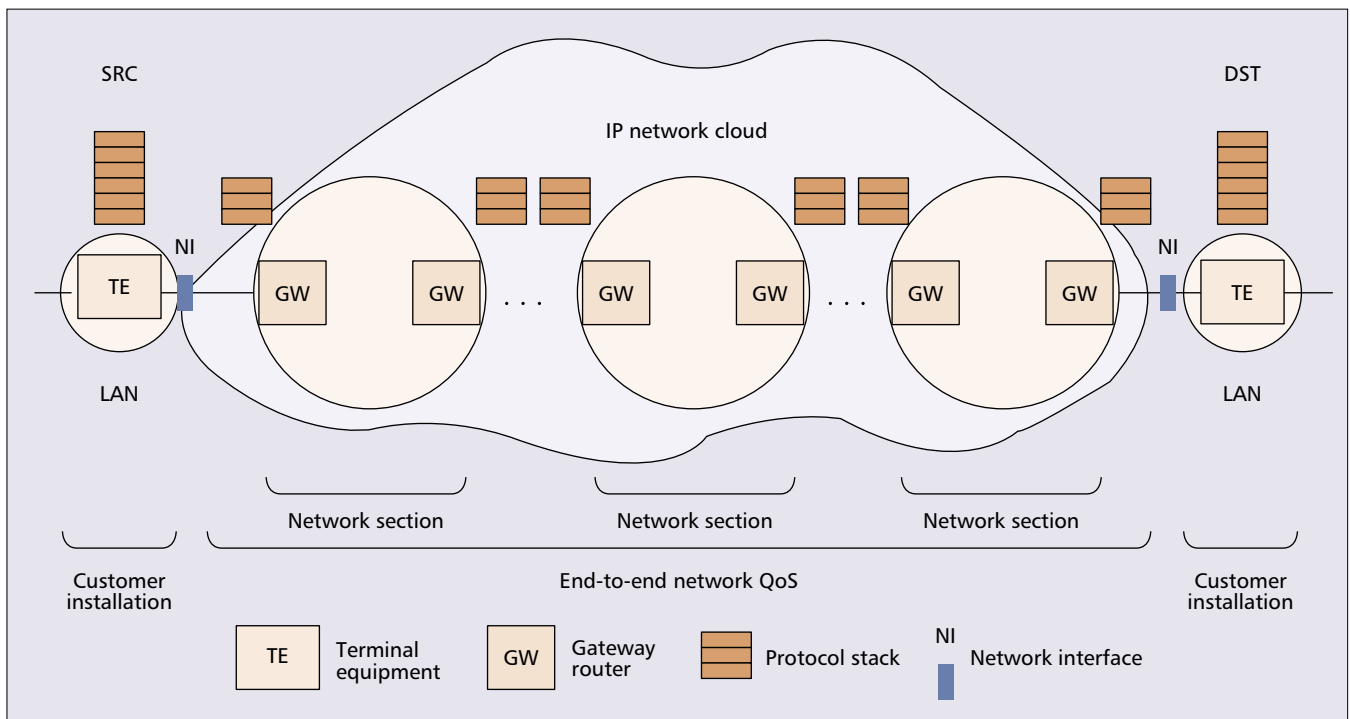 SRC
DST
IP network cloud
NI
NI
TE
GW
GW
. . .
GW
GW
. . .
GW
GW
TE
LAN
LAN
Network section
Network section
Network section
Customer
installation
End-to-end network QoS
Customer
installation
TE
Terminal
equipment
GW
Gateway
router
Protocol stack
NI
Network interface